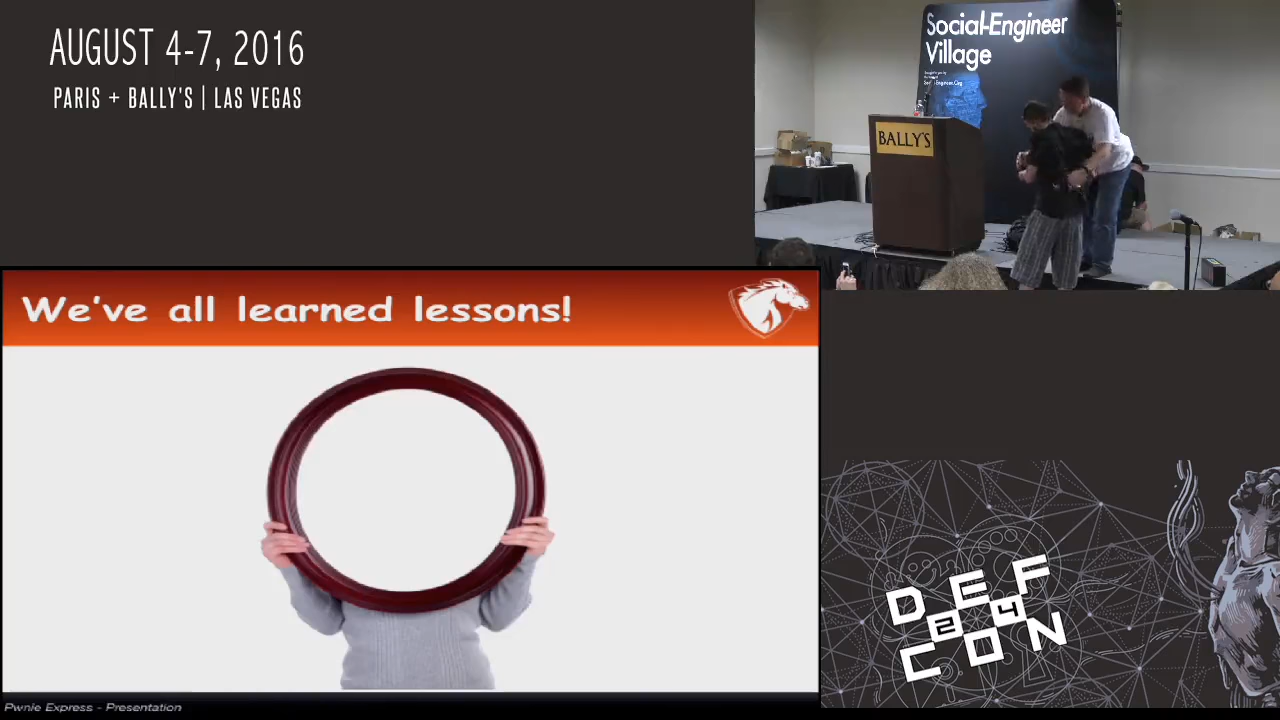 AUGUST 4-7, 2016
PARIS + BALLY'S | LAS VEGAS
Social-Engineer
Village
BALLY'S
We've all learned lessons!
DEF
24
CON
Pwnie Express - Presentation